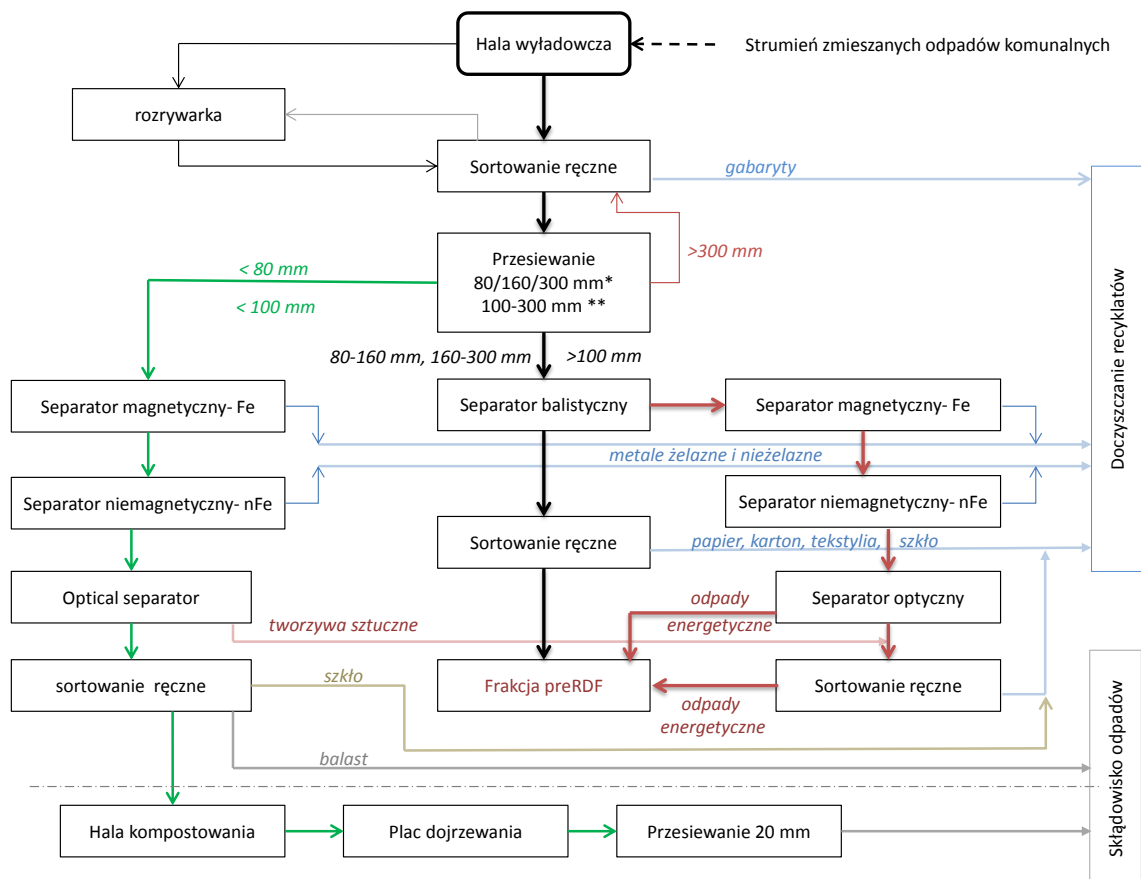 Hala wyładowcza
Strumień zmieszanych odpadów komunalnych
rozrywarka
Sortowanie ręczne
gabaryty
>300 mm
Przesiewanie
80/160/300 mm*
100-300 mm **
< 80 mm
< 100 mm
80-160 mm, 160-300 mm
>100 mm
Separator magnetyczny- Fe
Separator balistyczny
Separator magnetyczny- Fe
metale żelazne i nieżelazne
Doczyszczanie recyklatów
Separator niemagnetyczny- nFe
Separator niemagnetyczny- nFe
Sortowanie ręczne
papier, karton, tekstylia, szkło
Optical separator
Separator optyczny
odpady
energetyczne
tworzywa sztuczne
sortowanie ręczne
szkło
Frakcja preRDF
Sortowanie ręczne
odpady
energetyczne
balast
Skłądowisko odpadów
Hala kompostowania
Plac dojrzewania
Przesiewanie 20 mm